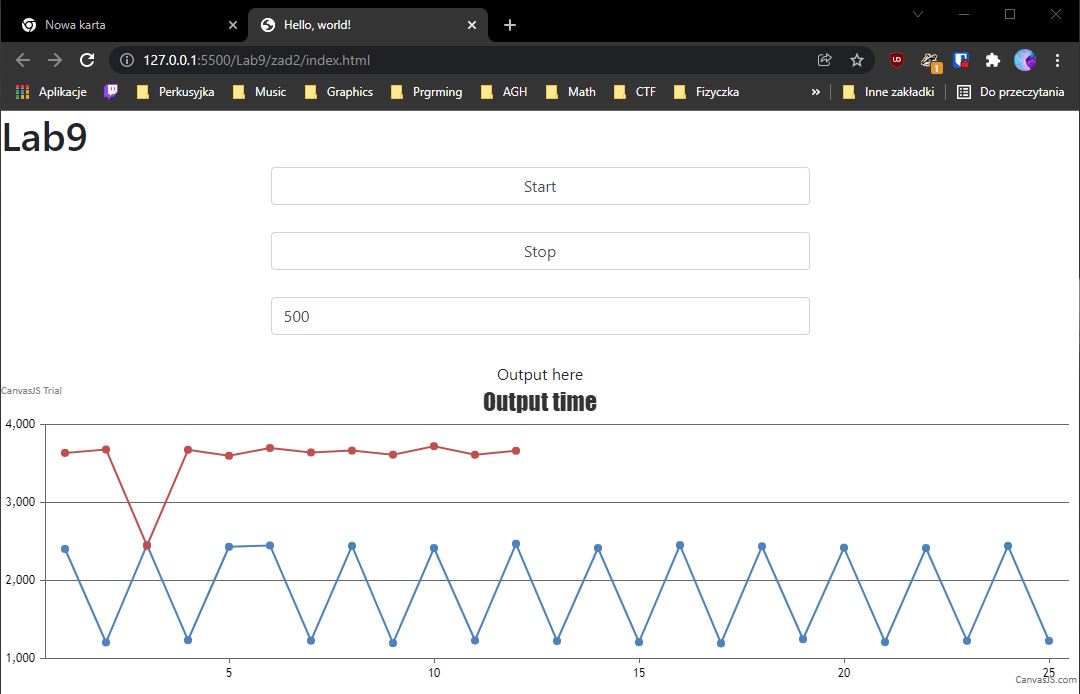 Nowa karta
Hello, world!
127.0.0.1:5500/Lab9/zad2/index.html
UD
1
Aplikacje
Perkusyjka
Music
Graphics
Prgrming
AGH
Math
CTF
Fizyczka
»
Inne zakładki
Do przeczytania
Lab9
Start
Stop
500
Output here
CanvasJS Trial
Output time
4,000
3,000
2,000
1,000
5
10
15
20
25
CanvasJS.com